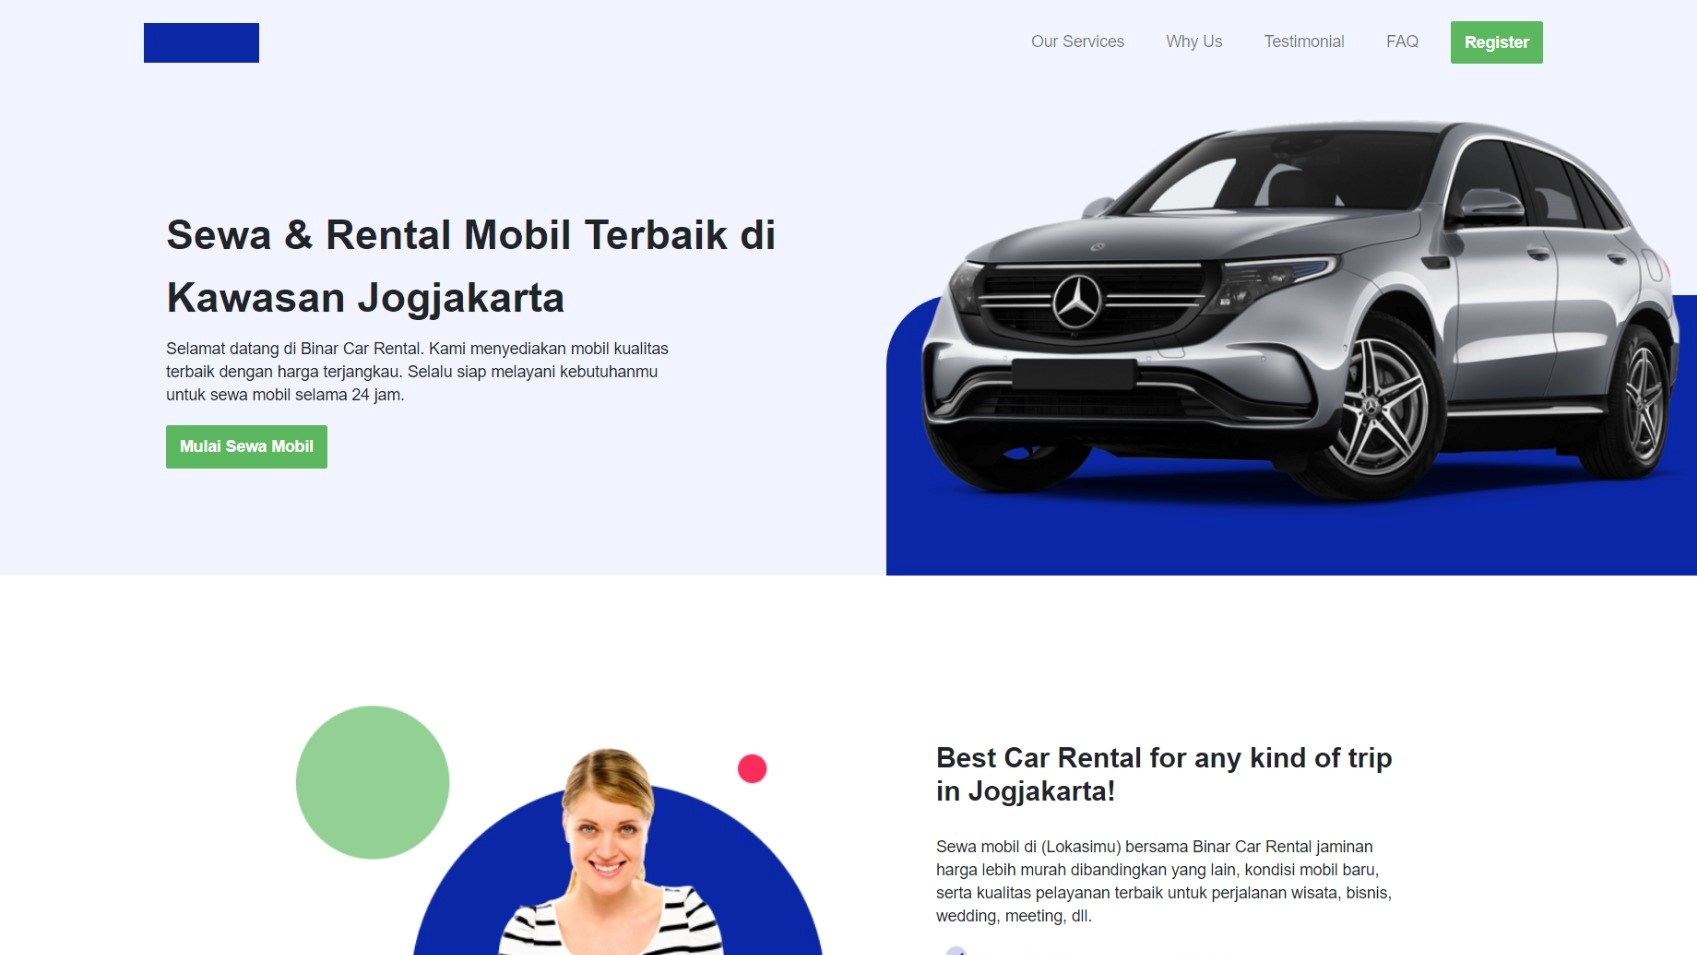 Our Services
Why Us
Testimonial
FAQ
Register
Sewa & Rental Mobil Terbaik di
Kawasan Jogjakarta
Selamat datang di Binar Car Rental. Kami menyediakan mobil kualitas
terbaik dengan harga terjangkau. Selalu siap melayani kebutuhanmu
untuk sewa mobil selama 24 jam.
Mulai Sewa Mobil
Best Car Rental for any kind of trip
in Jogjakarta!
Sewa mobil di (Lokasimu) bersama Binar Car Rental jaminan
harga lebih murah dibandingkan yang lain, kondisi mobil baru,
serta kualitas pelayanan terbaik untuk perjalanan wisata, bisnis,
wedding, meeting, dll.